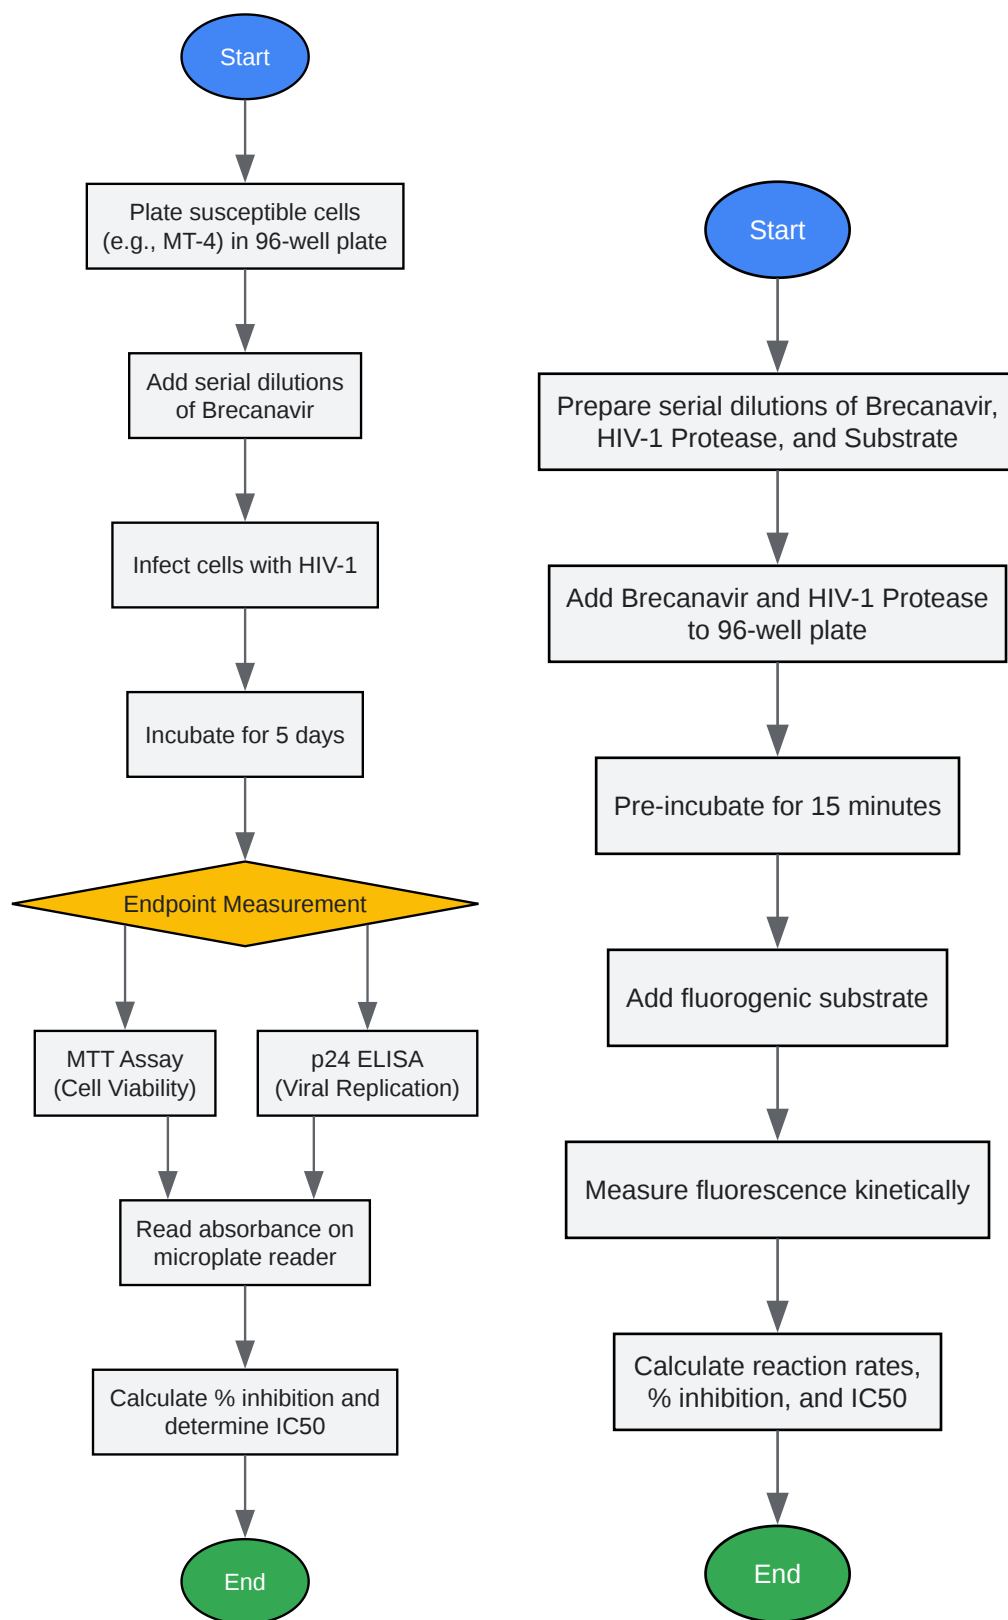 Start
Plate susceptible cells
(e.g., MT-4) in 96-well plate
Add serial dilutions
of Brecanavir
Infect cells with HIV-1
Incubate for 5 days
Endpoint Measurement
MTT Assay
(Cell Viability)
p24 ELISA
(Viral Replication)
Read absorbance on
microplate reader
Calculate % inhibition and
determine IC50
End
Start
Prepare serial dilutions of Brecanavir,
HIV-1 Protease, and Substrate
Add Brecanavir and HIV-1 Protease
to 96-well plate
Pre-incubate for 15 minutes
Add fluorogenic substrate
Measure fluorescence kinetically
Calculate reaction rates,
% inhibition, and IC50
End